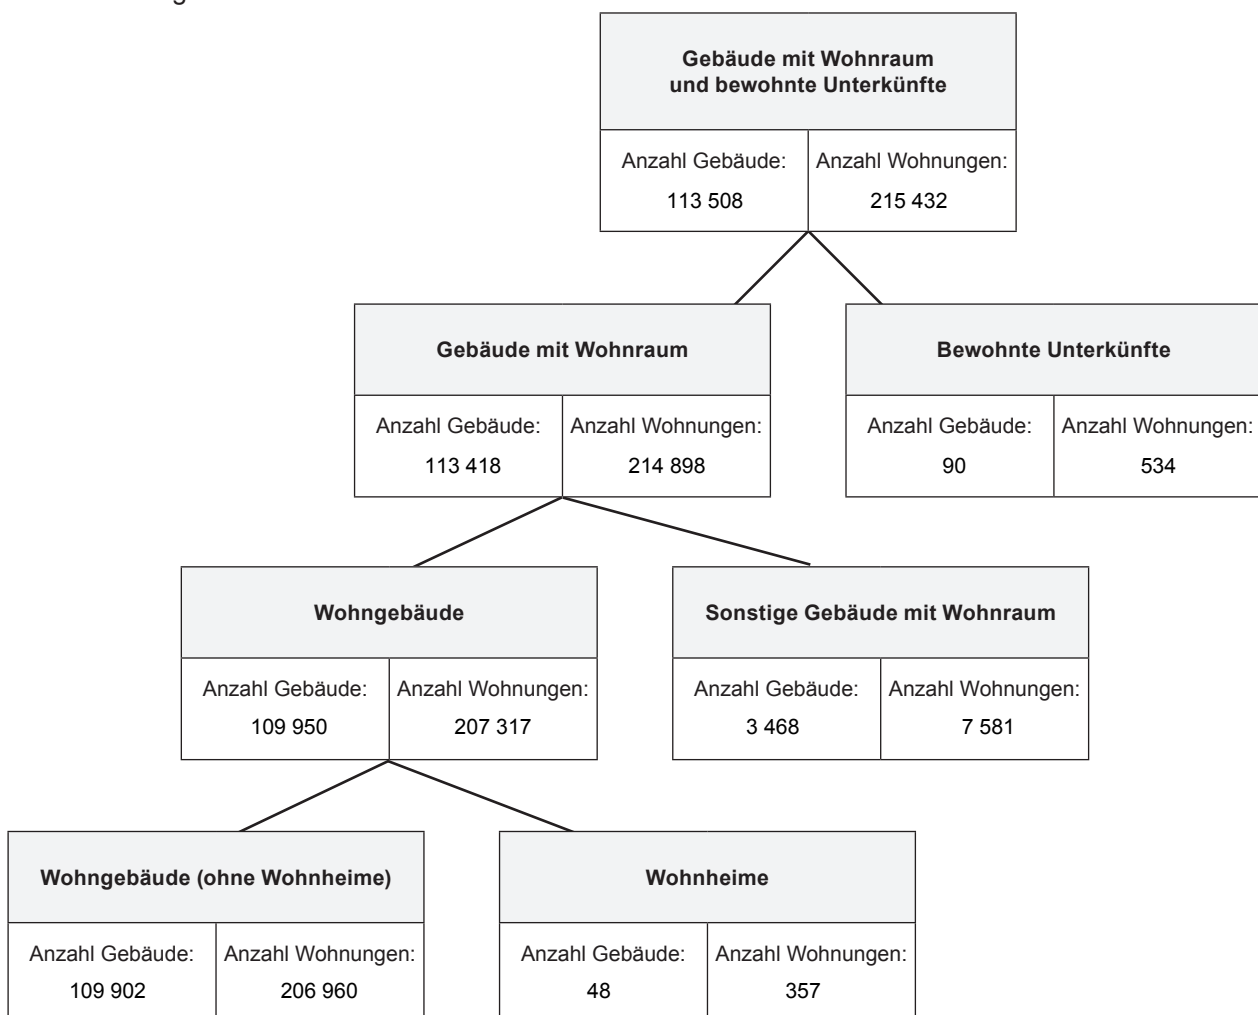 Gebäude mit Wohnraum
und bewohnte Unterkünfte
Anzahl Gebäude: Anzahl Wohnungen:
113 508 215 432
Gebäude mit Wohnraum
Anzahl Gebäude: Anzahl Wohnungen:
113 418 214 898
Bewohnte Unterkünfte
Anzahl Gebäude: Anzahl Wohnungen:
90 534
Wohngebäude
Anzahl Gebäude: Anzahl Wohnungen:
109 950 207 317
Sonstige Gebäude mit Wohnraum
Anzahl Gebäude: Anzahl Wohnungen:
3 468 7 581
Wohngebäude (ohne Wohnheime)
Anzahl Gebäude: Anzahl Wohnungen:
109 902 206 960
Wohnheime
Anzahl Gebäude: Anzahl Wohnungen:
48 357